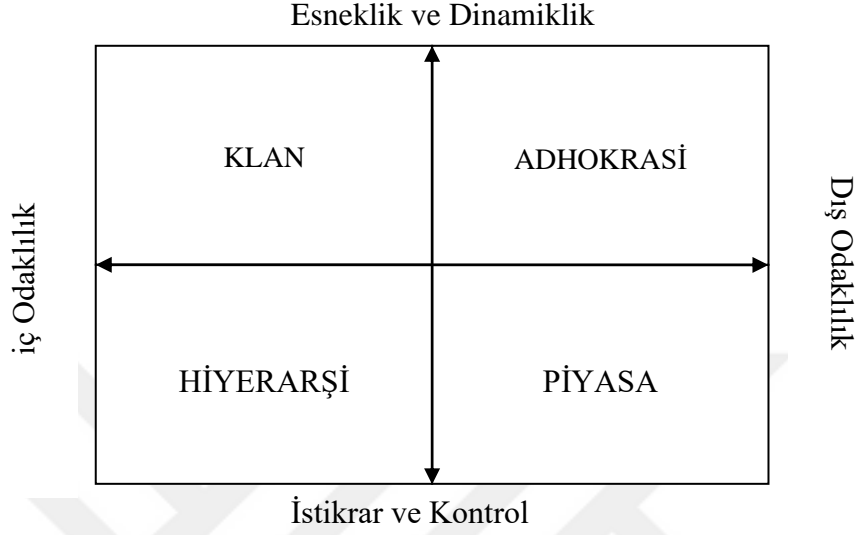 Esneklik ve Dinamiklik
KLAN
ADHOKRASİ
iç Odaklılık
Dış Odaklılık
HİYERARŞİ
PİYASA
İstikrar ve Kontrol